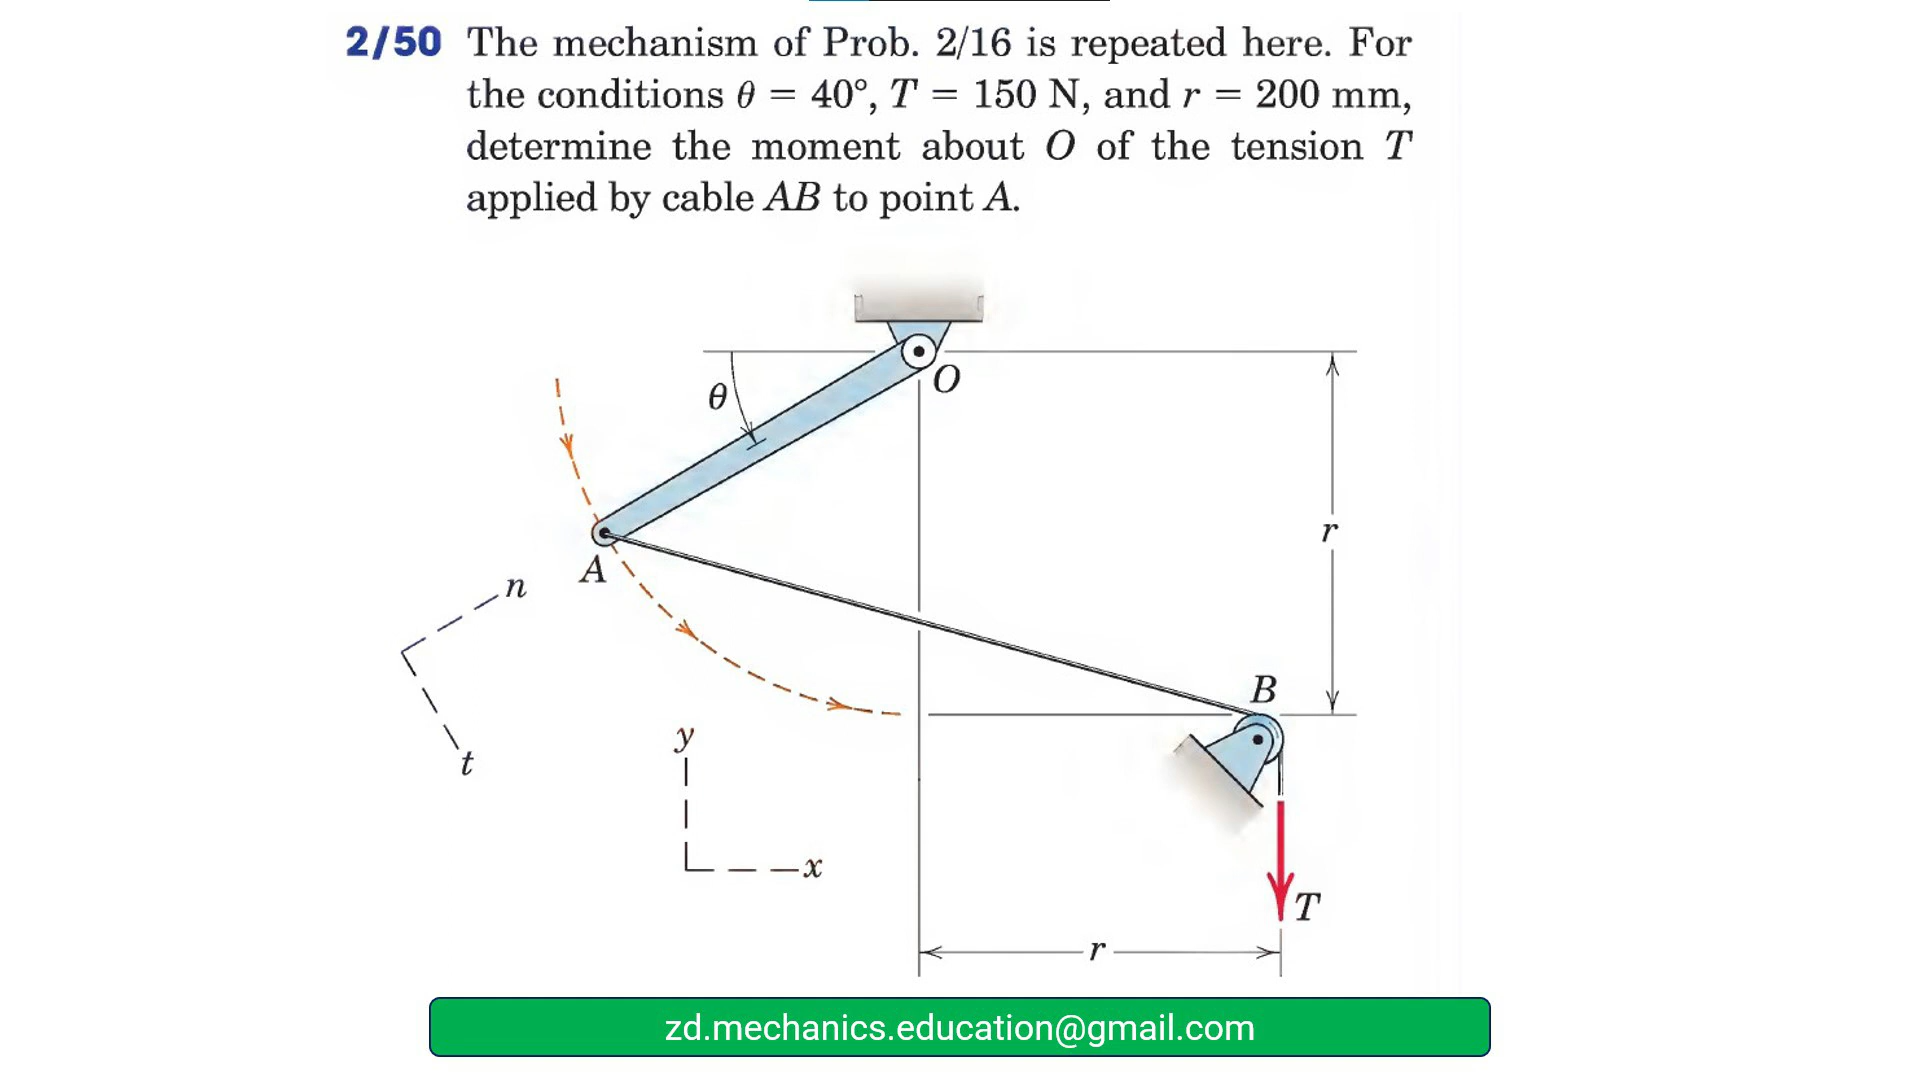 2/50 The mechanism of Prob. 2/16 is repeated here. For
the conditions θ = 40°, T = 150 N, and r = 200 mm,
determine the moment about O of the tension T
applied by cable AB to point A.
O
θ
r
A
n
B
y
t
x
T
r
zd.mechanics.education@gmail.com